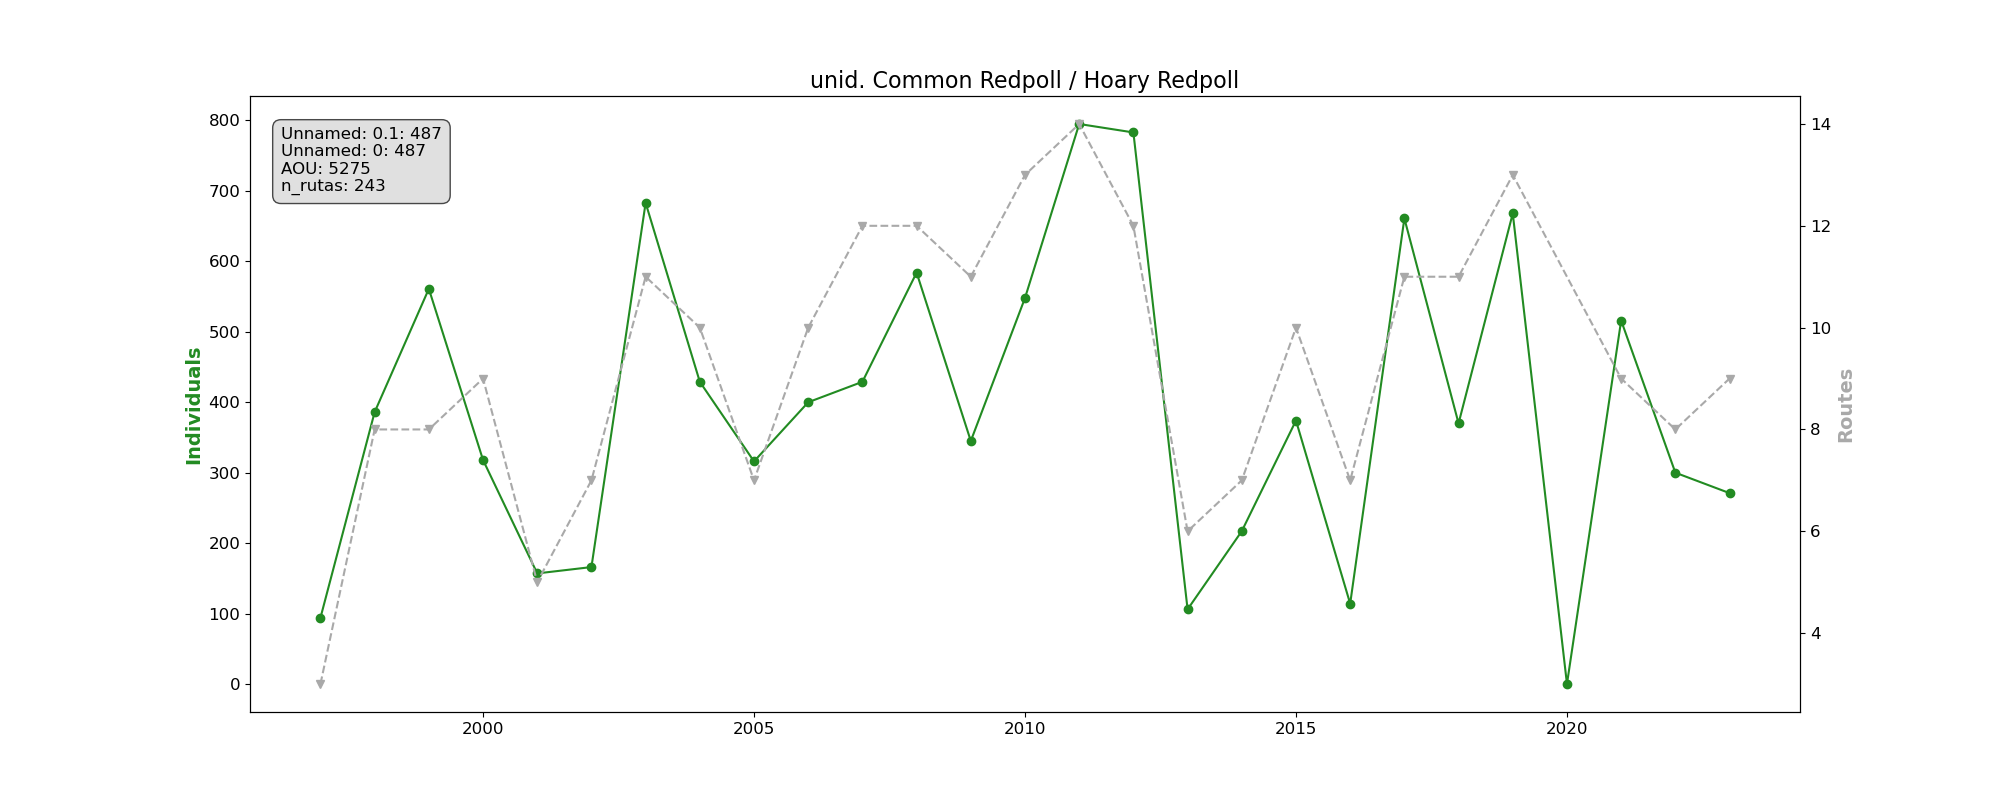 unid. Common Redpoll / Hoary Redpoll
Unnamed: 0.1: 487
Unnamed: 0: 487
AOU: 5275
n_rutas: 243
Individuals
800
700
600
500
400
300
200
100
0
14
12
10
8
6
4
Routes
2000
2005
2010
2015
2020